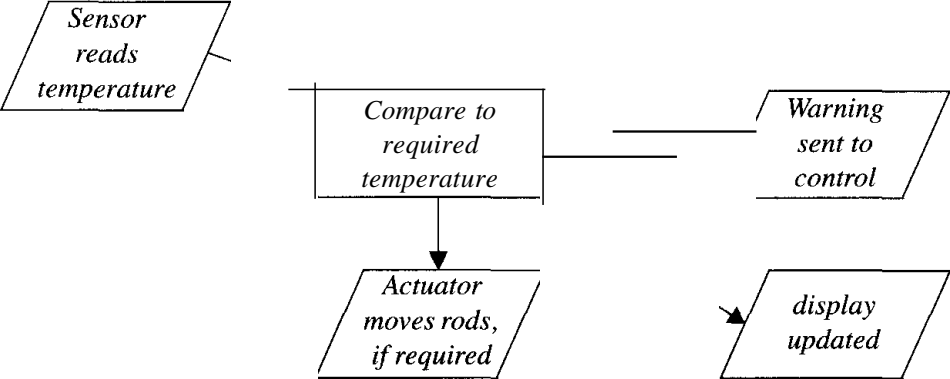 Sensor
reads
temperature
Compare to
required
temperature
Warning
sent to
control
Actuator
moves rods,
if required
display
updated